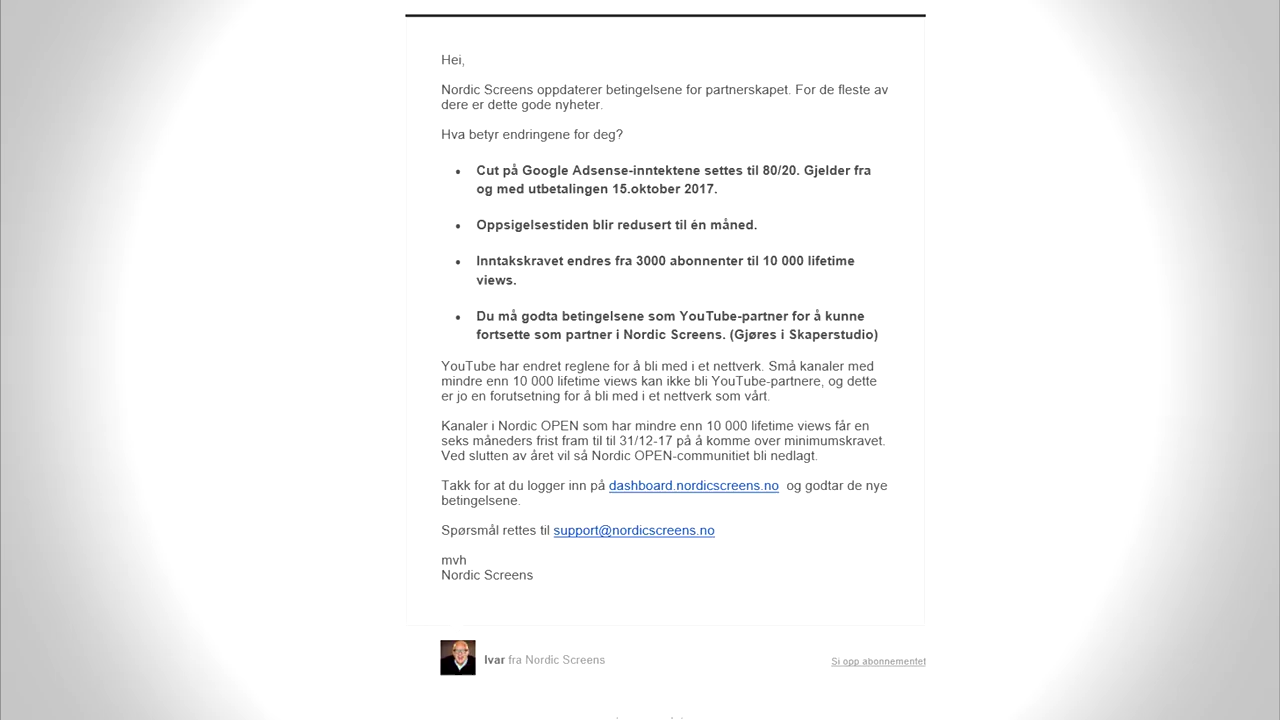 Hei,
Nordic Screens oppdaterer betingelsene for partnerskapet. For de fleste av
dere er dette gode nyheter.
Hva betyr endringene for deg?
• Cut på Google Adsense-inntektene settes til 80/20. Gjelder fra
og med utbetalingen 15.oktober 2017.
• Oppsigelsestiden blir redusert til én måned.
• Inntakskravet endres fra 3000 abonnenter til 10 000 lifetime
views.
• Du må godta betingelsene som YouTube-partner for å kunne
fortsette som partner i Nordic Screens. (Gjøres i Skaperstudio)
YouTube har endret reglene for å bli med i et nettverk. Små kanaler med
mindre enn 10 000 lifetime views kan ikke bli YouTube-partnere, og dette
er jo en forutsetning for å bli med i et nettverk som vårt.
Kanaler i Nordic OPEN som har mindre enn 10 000 lifetime views får en
seks måneders frist fram til til 31/12-17 på å komme over minimumskravet.
Ved slutten av året vil så Nordic OPEN-communitiet bli nedlagt.
Takk for at du logger inn på dashboard.nordicscreens.no og godtar de nye
betingelsene.
Spørsmål rettes til support@nordicscreens.no
mvh
Nordic Screens
Ivar fra Nordic Screens
Si opp abonnementet